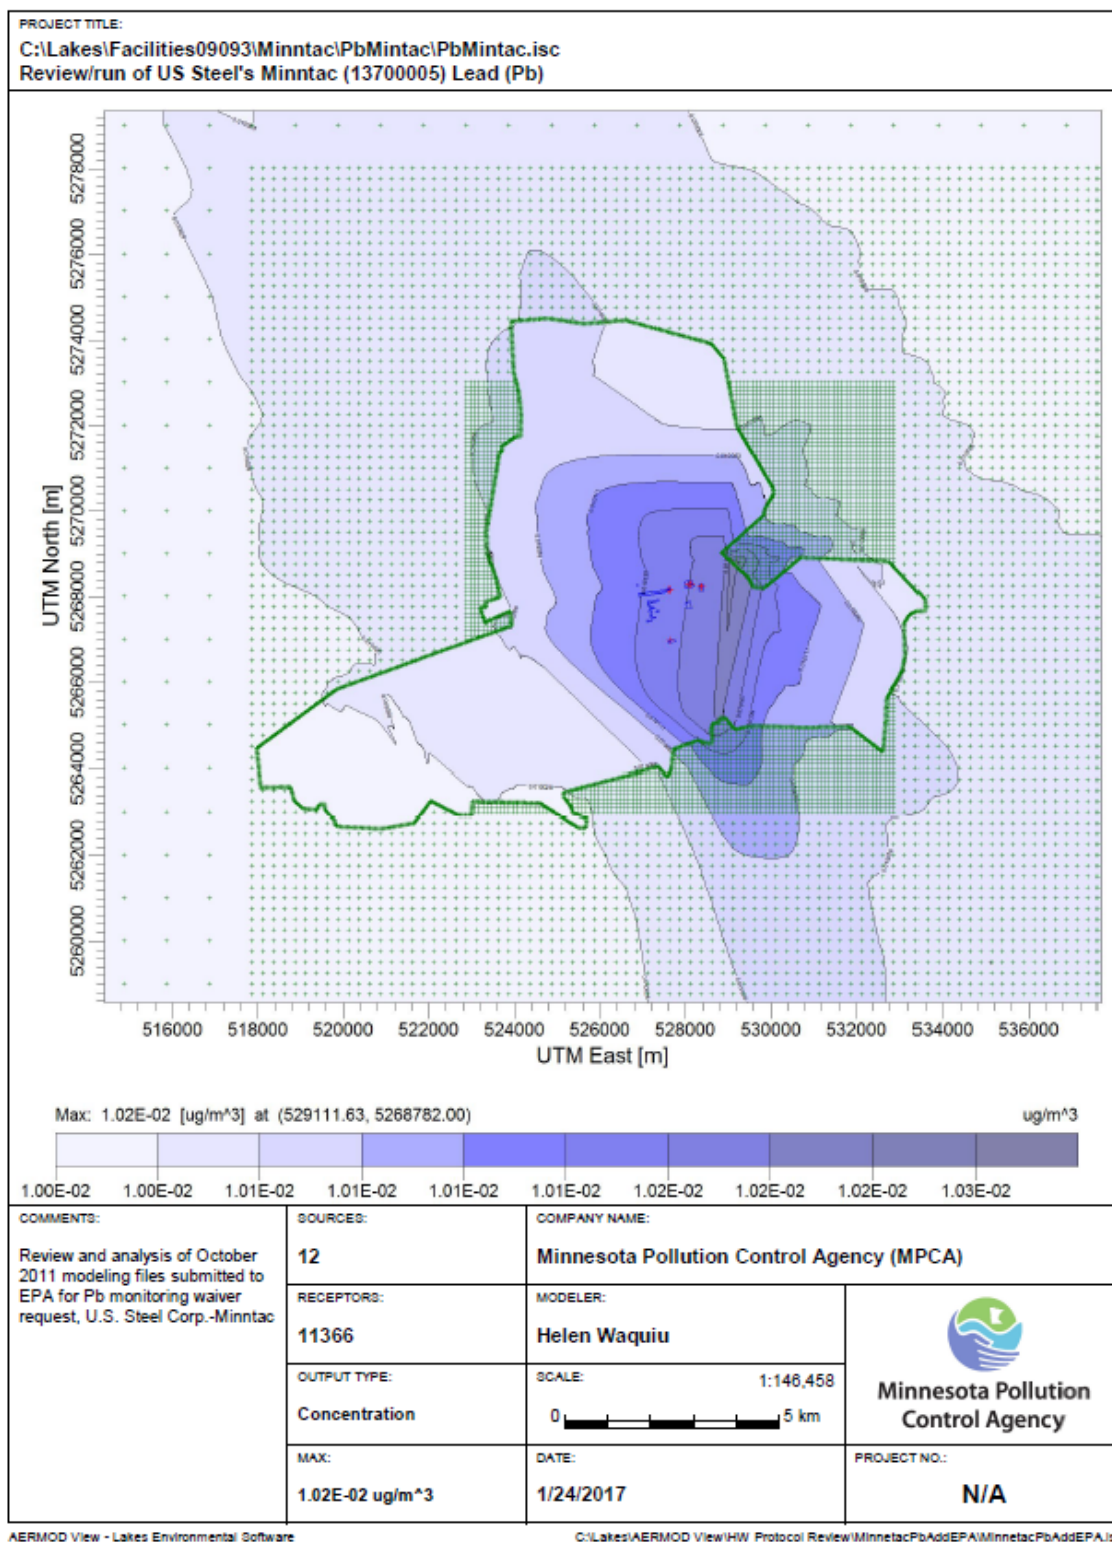 PROJECT TITLE:
C:\Lakes\Facilities09093\Minntac\PbMintac\PbMintac.isc
Review/run of US Steel's Minntac (13700005) Lead (Pb)
5278000
5276000
5274000
5272000
5270000
5268000
5266000
5264000
5262000
5260000
UTM North [m]
516000 518000 520000 522000 524000 526000 528000 530000 532000 534000 536000
UTM East [m]
Max: 1.02E-02 [ug/m^3] at (529111.63, 5268782.00) ug/m^3
1.00E-02 1.00E-02 1.01E-02 1.01E-02 1.01E-02 1.01E-02 1.02E-02 1.02E-02 1.02E-02 1.03E-02
COMMENTS:
Review and analysis of October
2011 modeling files submitted to
EPA for Pb monitoring waiver
request, U.S. Steel Corp.-Minntac
SOURCES:
12
COMPANY NAME:
Minnesota Pollution Control Agency (MPCA)
RECEPTORS:
11366
MODELER:
Helen Waquiu
OUTPUT TYPE:
Concentration
SCALE: 1:146,458
0 5 km
Minnesota Pollution
Control Agency
MAX:
1.02E-02 ug/m^3
DATE:
1/24/2017
PROJECT NO.:
N/A
AERMOD View - Lakes Environmental Software
C:\Lakes\AERMOD View\HW Protocol Review\MinnetacPbAddEPA\MinnetacPbAddEPA.is